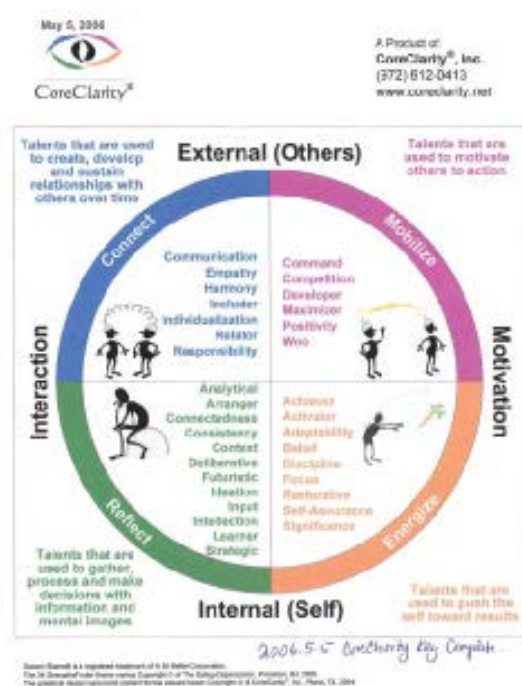 May 5, 2006
CoreClarity®
A Product of:
CoreClarity®, Inc.
(972) 612-0413
www.coreclarity.net
Talents that are used
to create, develop
and sustain
relationships with
others over time
External (Others)
Talents that are
used to motivate
others to action
Connect
Mobilize
Communication
Empathy
Harmony
Includer
Individualization
Relator
Responsibility
Command
Competition
Developer
Maximizer
Positivity
Woo
Interaction
Motivation
Analytical
Arranger
Connectedness
Consistency
Context
Deliberative
Futuristic
Ideation
Input
Intellection
Learner
Strategic
Achiever
Activator
Adaptability
Belief
Discipline
Focus
Restorative
Self-Assurance
Significance
Reflect
Energize
Talents that are
used to gather,
process and make
decisions with
information and
mental images
Internal (Self)
Talents that are
used to push the
self toward results
2006.5.5 CoreClarity Key Complete